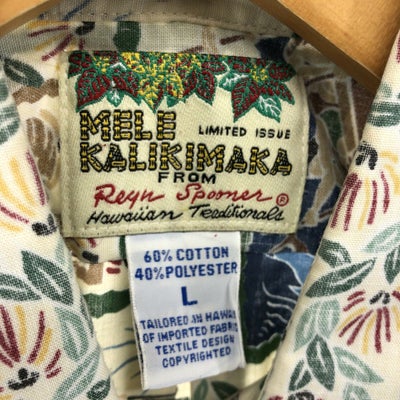 MELE
LIMITED ISSUE
KALIKIMAKA
FROM
Reyn Spooner ®
Hawaiian Traditionals
60% COTTON
40% POLYESTER
L
TAILORED IN HAWAII
OF IMPORTED FABRIC
TEXTILE DESIGN
COPYRIGHTED